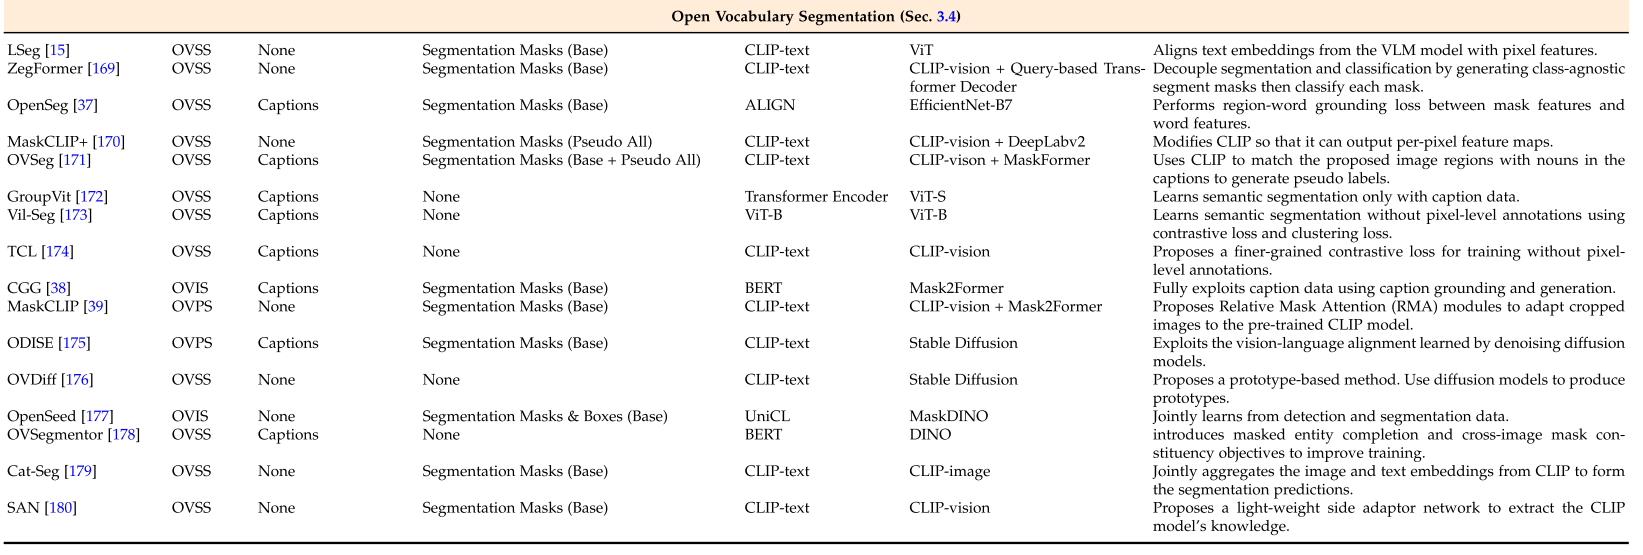 Open Vocabulary Segmentation (Sec. 3.4)
LSeg [15] OVSS None Segmentation Masks (Base) CLIP-text ViT Aligns text embeddings from the VLM model with pixel features.
ZegFormer [169] OVSS None Segmentation Masks (Base) CLIP-text CLIP-vision + Query-based Trans- Decouple segmentation and classification by generating class-agnostic
former Decoder segment masks then classify each mask.
OpenSeg [37] OVSS Captions Segmentation Masks (Base) ALIGN EfficientNet-B7 Performs region-word grounding loss between mask features and
word features.
MaskCLIP+ [170] OVSS None Segmentation Masks (Pseudo All) CLIP-text CLIP-vision + DeepLabv2 Modifies CLIP so that it can output per-pixel feature maps.
OVSeg [171] OVSS Captions Segmentation Masks (Base + Pseudo All) CLIP-text CLIP-vison + MaskFormer Uses CLIP to match the proposed image regions with nouns in the
captions to generate pseudo labels.
GroupVit [172] OVSS Captions None Transformer Encoder ViT-S Learns semantic segmentation only with caption data.
Vil-Seg [173] OVSS Captions None ViT-B ViT-B Learns semantic segmentation without pixel-level annotations using
contrastive loss and clustering loss.
TCL [174] OVSS Captions None CLIP-text CLIP-vision Proposes a finer-grained contrastive loss for training without pixel-
level annotations.
CGG [38] OVIS Captions Segmentation Masks (Base) BERT Mask2Former Fully exploits caption data using caption grounding and generation.
MaskCLIP [39] OVPS None Segmentation Masks (Base) CLIP-text CLIP-vision + Mask2Former Proposes Relative Mask Attention (RMA) modules to adapt cropped
images to the pre-trained CLIP model.
ODISE [175] OVPS Captions Segmentation Masks (Base) CLIP-text Stable Diffusion Exploits the vision-language alignment learned by denoising diffusion
models.
OVDiff [176] OVSS None None CLIP-text Stable Diffusion Proposes a prototype-based method. Use diffusion models to produce
prototypes.
OpenSeed [177] OVIS None Segmentation Masks & Boxes (Base) UniCL MaskDINO Jointly learns from detection and segmentation data.
OVSegmentor [178] OVSS Captions None BERT DINO introduces masked entity completion and cross-image mask con-
stituency objectives to improve training.
Cat-Seg [179] OVSS None Segmentation Masks (Base) CLIP-text CLIP-image Jointly aggregates the image and text embeddings from CLIP to form
the segmentation predictions.
SAN [180] OVSS None Segmentation Masks (Base) CLIP-text CLIP-vision Proposes a light-weight side adaptor network to extract the CLIP
model's knowledge.